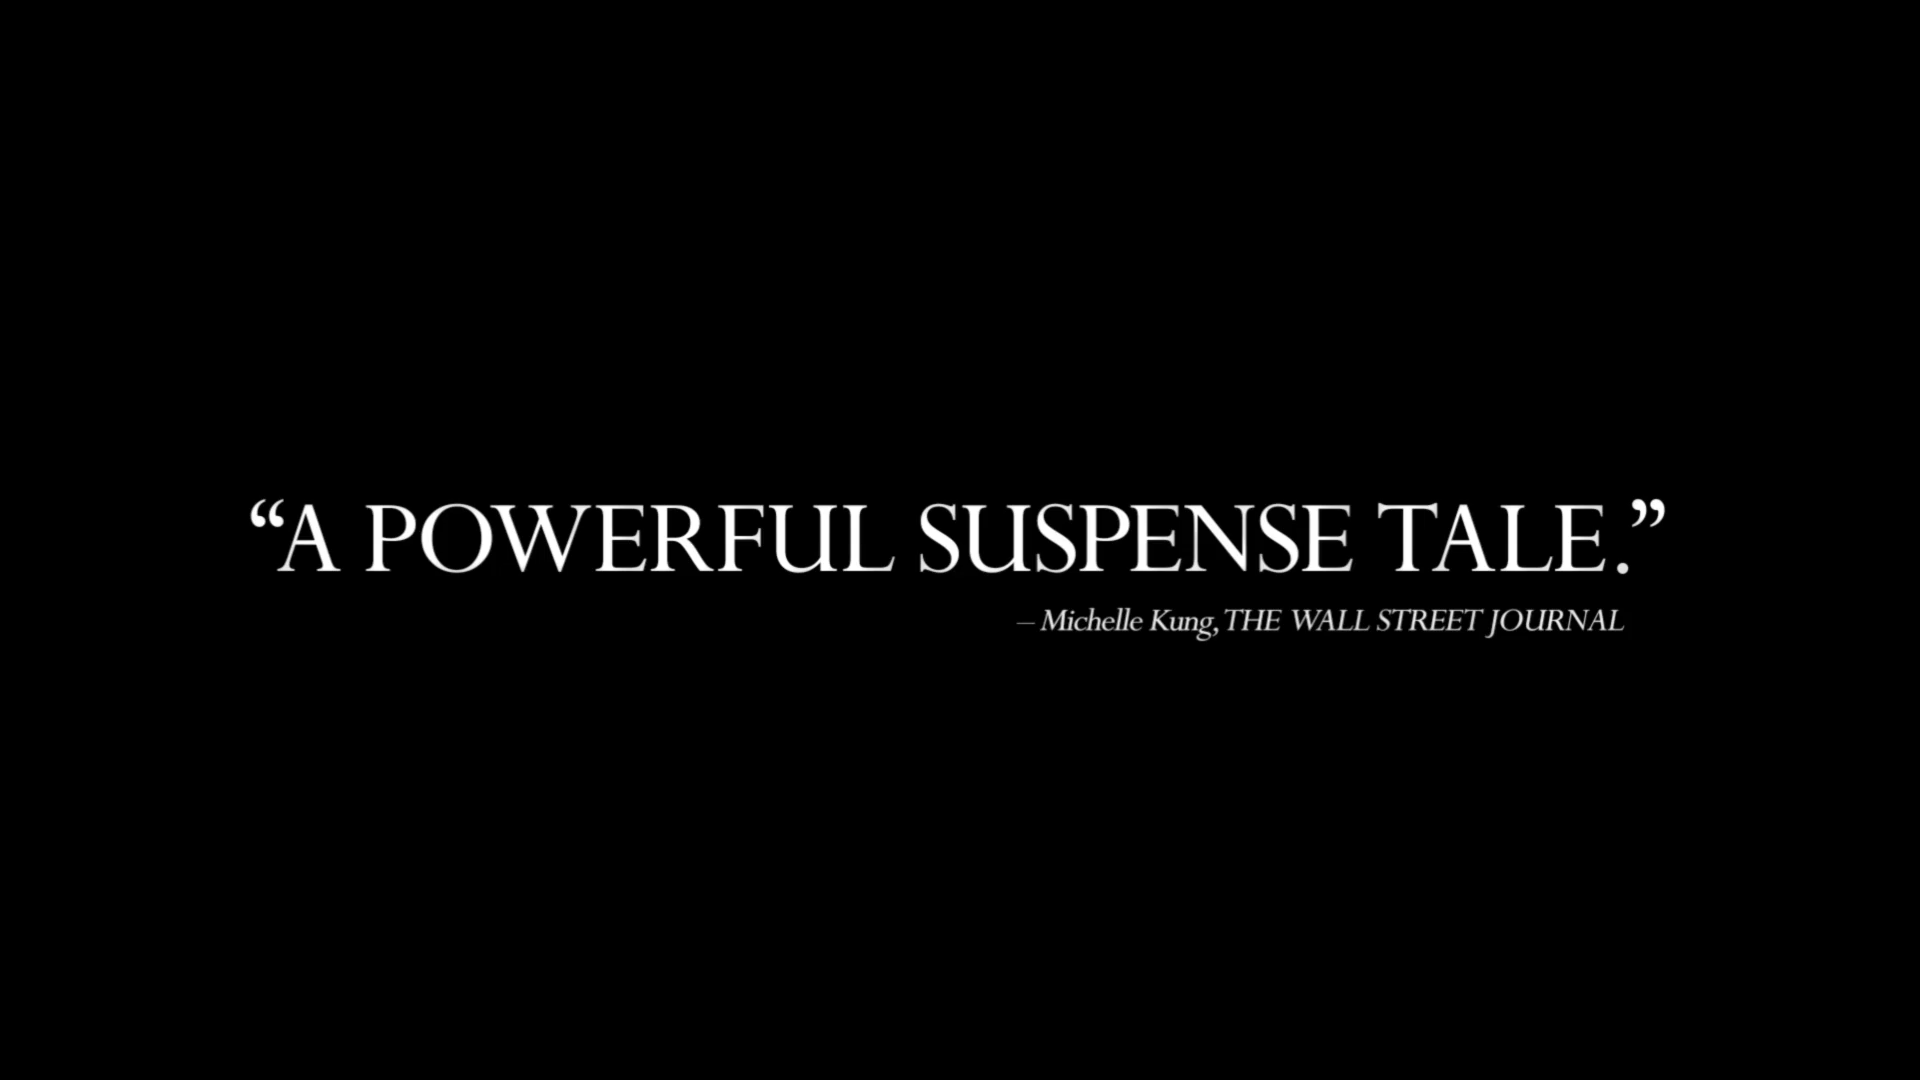 “A POWERFUL SUSPENSE TALE.”
– Michelle Kung, THE WALL STREET JOURNAL